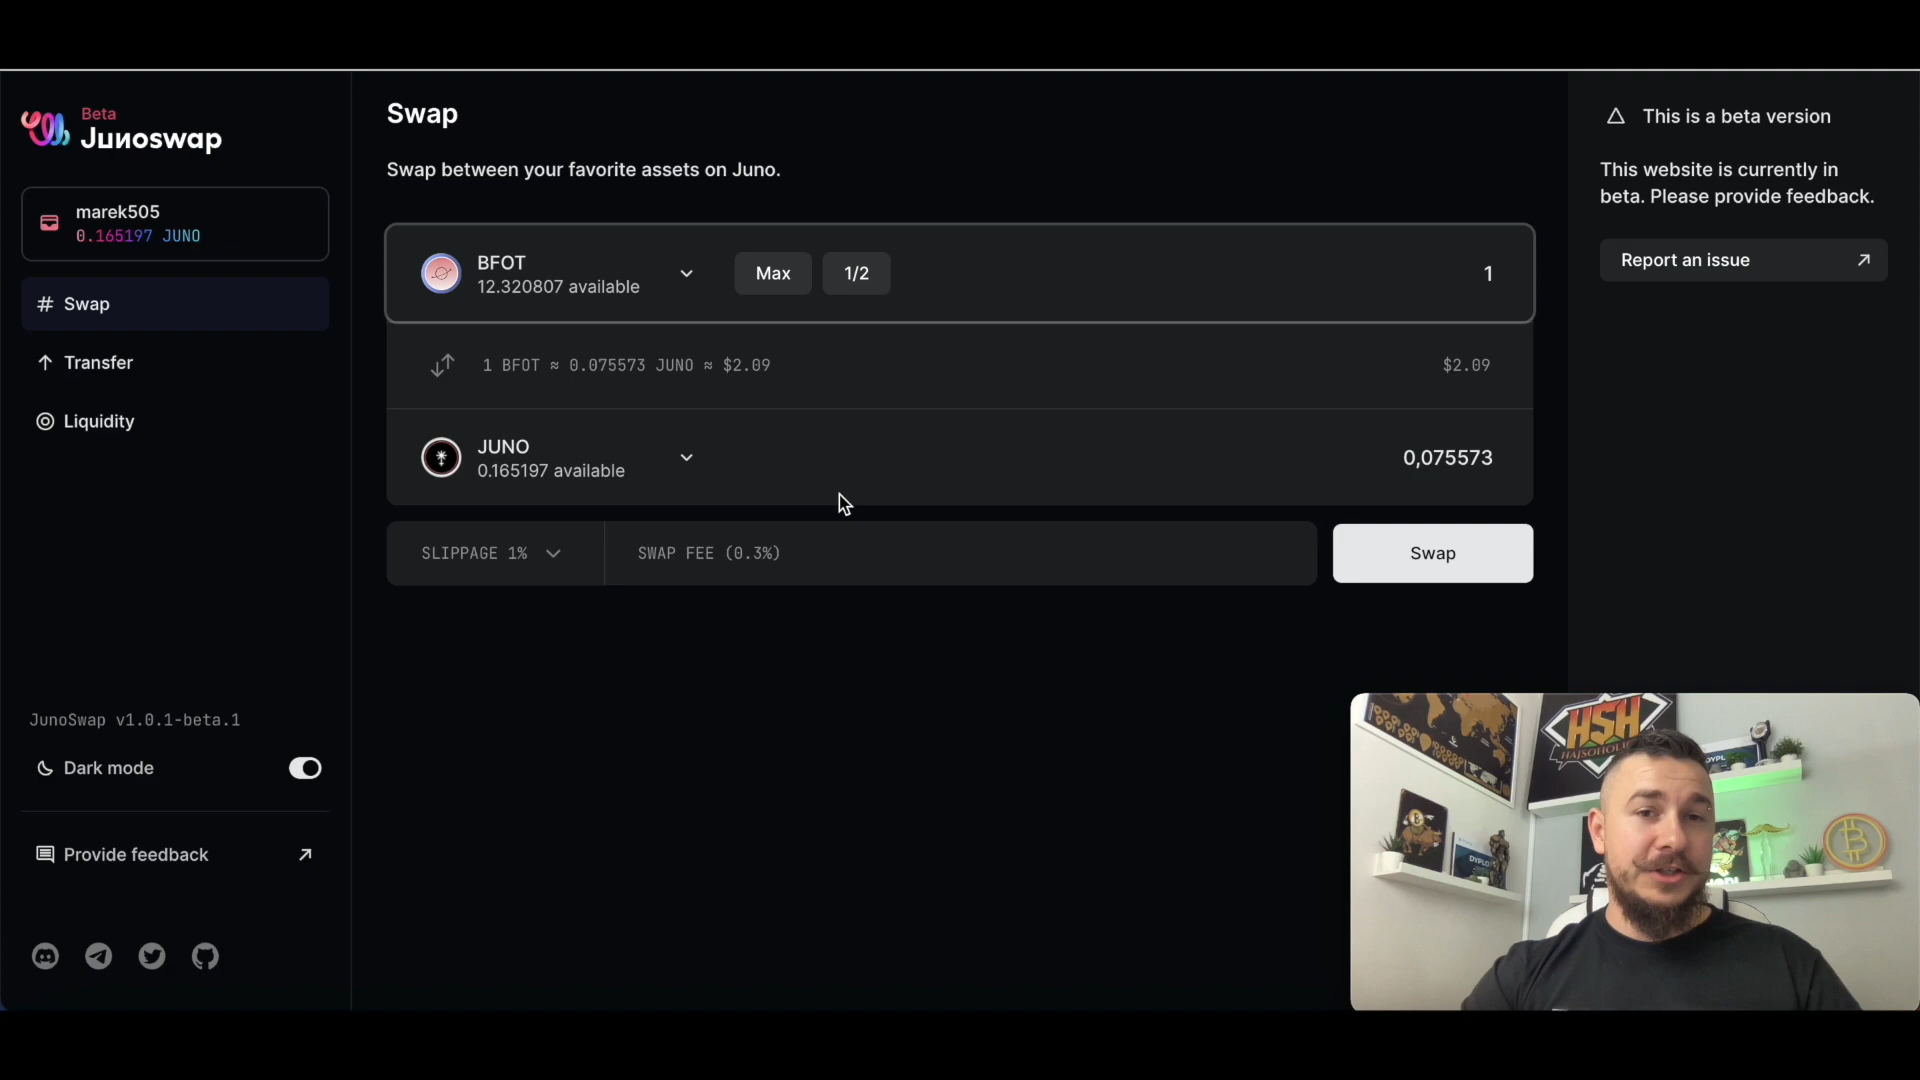 Beta
Junoswap
marek505
0.165197 JUNO
Swap
Transfer
Liquidity
JunoSwap v1.0.1-beta.1
Dark mode
Provide feedback
Swap
Swap between your favorite assets on Juno.
BFOT
12.320807 available
Max
1/2
1
1 BFOT ≈ 0.075573 JUNO ≈ $2.09
$2.09
JUNO
0.165197 available
0,075573
SLIPPAGE 1%
SWAP FEE (0.3%)
Swap
This is a beta version
This website is currently in
beta. Please provide feedback.
Report an issue
HSH